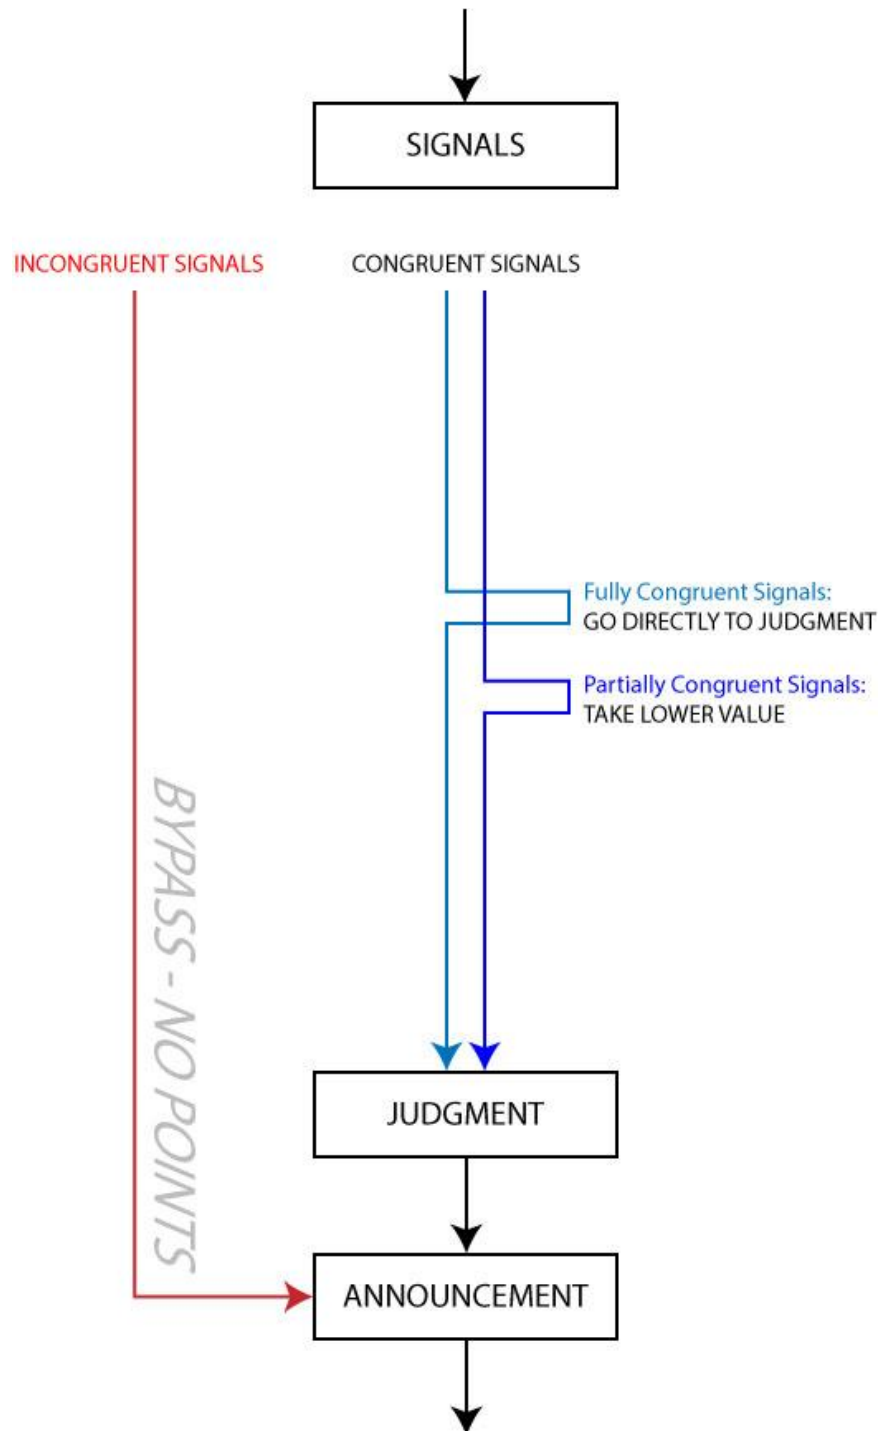 SIGNALS
INCONGRUENT SIGNALS
CONGRUENT SIGNALS
Fully Congruent Signals:
GO DIRECTLY TO JUDGMENT
Partially Congruent Signals:
TAKE LOWER VALUE
BYPASS - NO POINTS
JUDGMENT
ANNOUNCEMENT